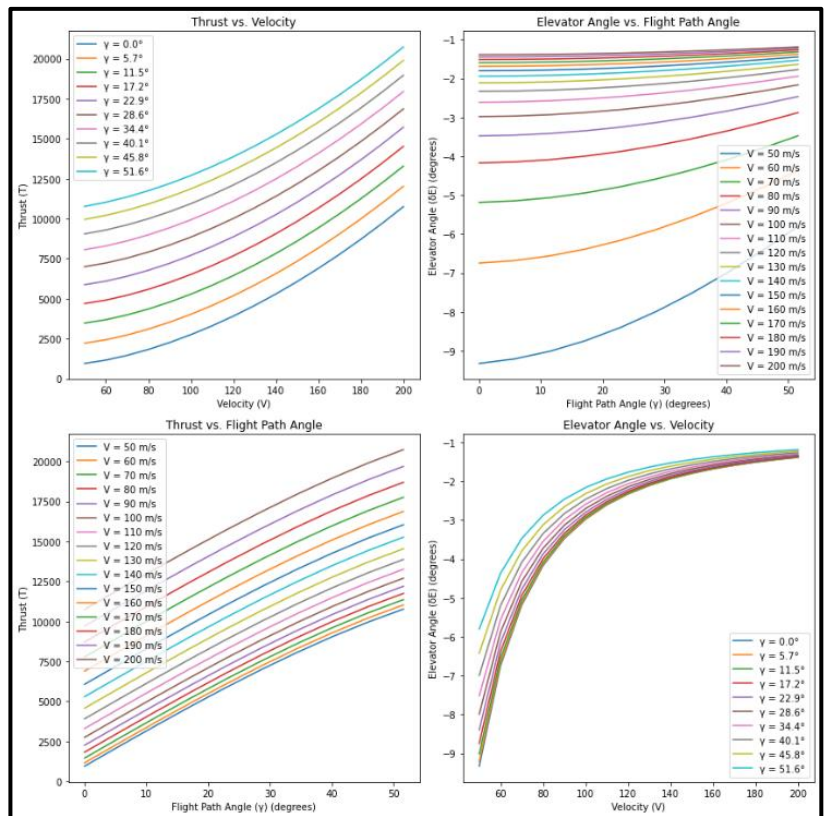 Thrust vs. Velocity
20000
17500
15000
12500
10000
7500
5000
2500
0
Thrust (T)
γ = 0.0°
γ = 5.7°
γ = 11.5°
γ = 17.2°
γ = 22.9°
γ = 28.6°
γ = 34.4°
γ = 40.1°
γ = 45.8°
γ = 51.6°
60 80 100 120 140 160 180 200
Velocity (V)
Elevator Angle vs. Flight Path Angle
−1
−2
−3
−4
−5
−6
−7
−8
−9
Elevator Angle (δE) (degrees)
V = 50 m/s
V = 60 m/s
V = 70 m/s
V = 80 m/s
V = 90 m/s
V = 100 m/s
V = 110 m/s
V = 120 m/s
V = 130 m/s
V = 140 m/s
V = 150 m/s
V = 160 m/s
V = 170 m/s
V = 180 m/s
V = 190 m/s
V = 200 m/s
0 10 20 30 40 50
Flight Path Angle (γ) (degrees)
Thrust vs. Flight Path Angle
20000
17500
15000
12500
10000
7500
5000
2500
0
Thrust (T)
V = 50 m/s
V = 60 m/s
V = 70 m/s
V = 80 m/s
V = 90 m/s
V = 100 m/s
V = 110 m/s
V = 120 m/s
V = 130 m/s
V = 140 m/s
V = 150 m/s
V = 160 m/s
V = 170 m/s
V = 180 m/s
V = 190 m/s
V = 200 m/s
0 10 20 30 40 50
Flight Path Angle (γ) (degrees)
Elevator Angle vs. Velocity
−1
−2
−3
−4
−5
−6
−7
−8
−9
Elevator Angle (δE) (degrees)
γ = 0.0°
γ = 5.7°
γ = 11.5°
γ = 17.2°
γ = 22.9°
γ = 28.6°
γ = 34.4°
γ = 40.1°
γ = 45.8°
γ = 51.6°
60 80 100 120 140 160 180 200
Velocity (V)